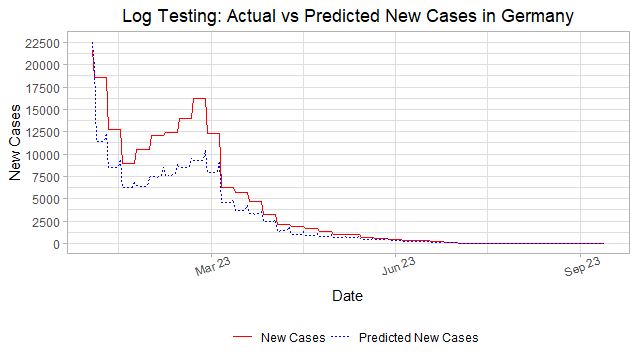 Log Testing: Actual vs Predicted New Cases in Germany
22500
20000
17500
15000
12500
10000
7500
5000
2500
0
New Cases
Mar 23
Jun 23
Sep 23
Date
New Cases
Predicted New Cases